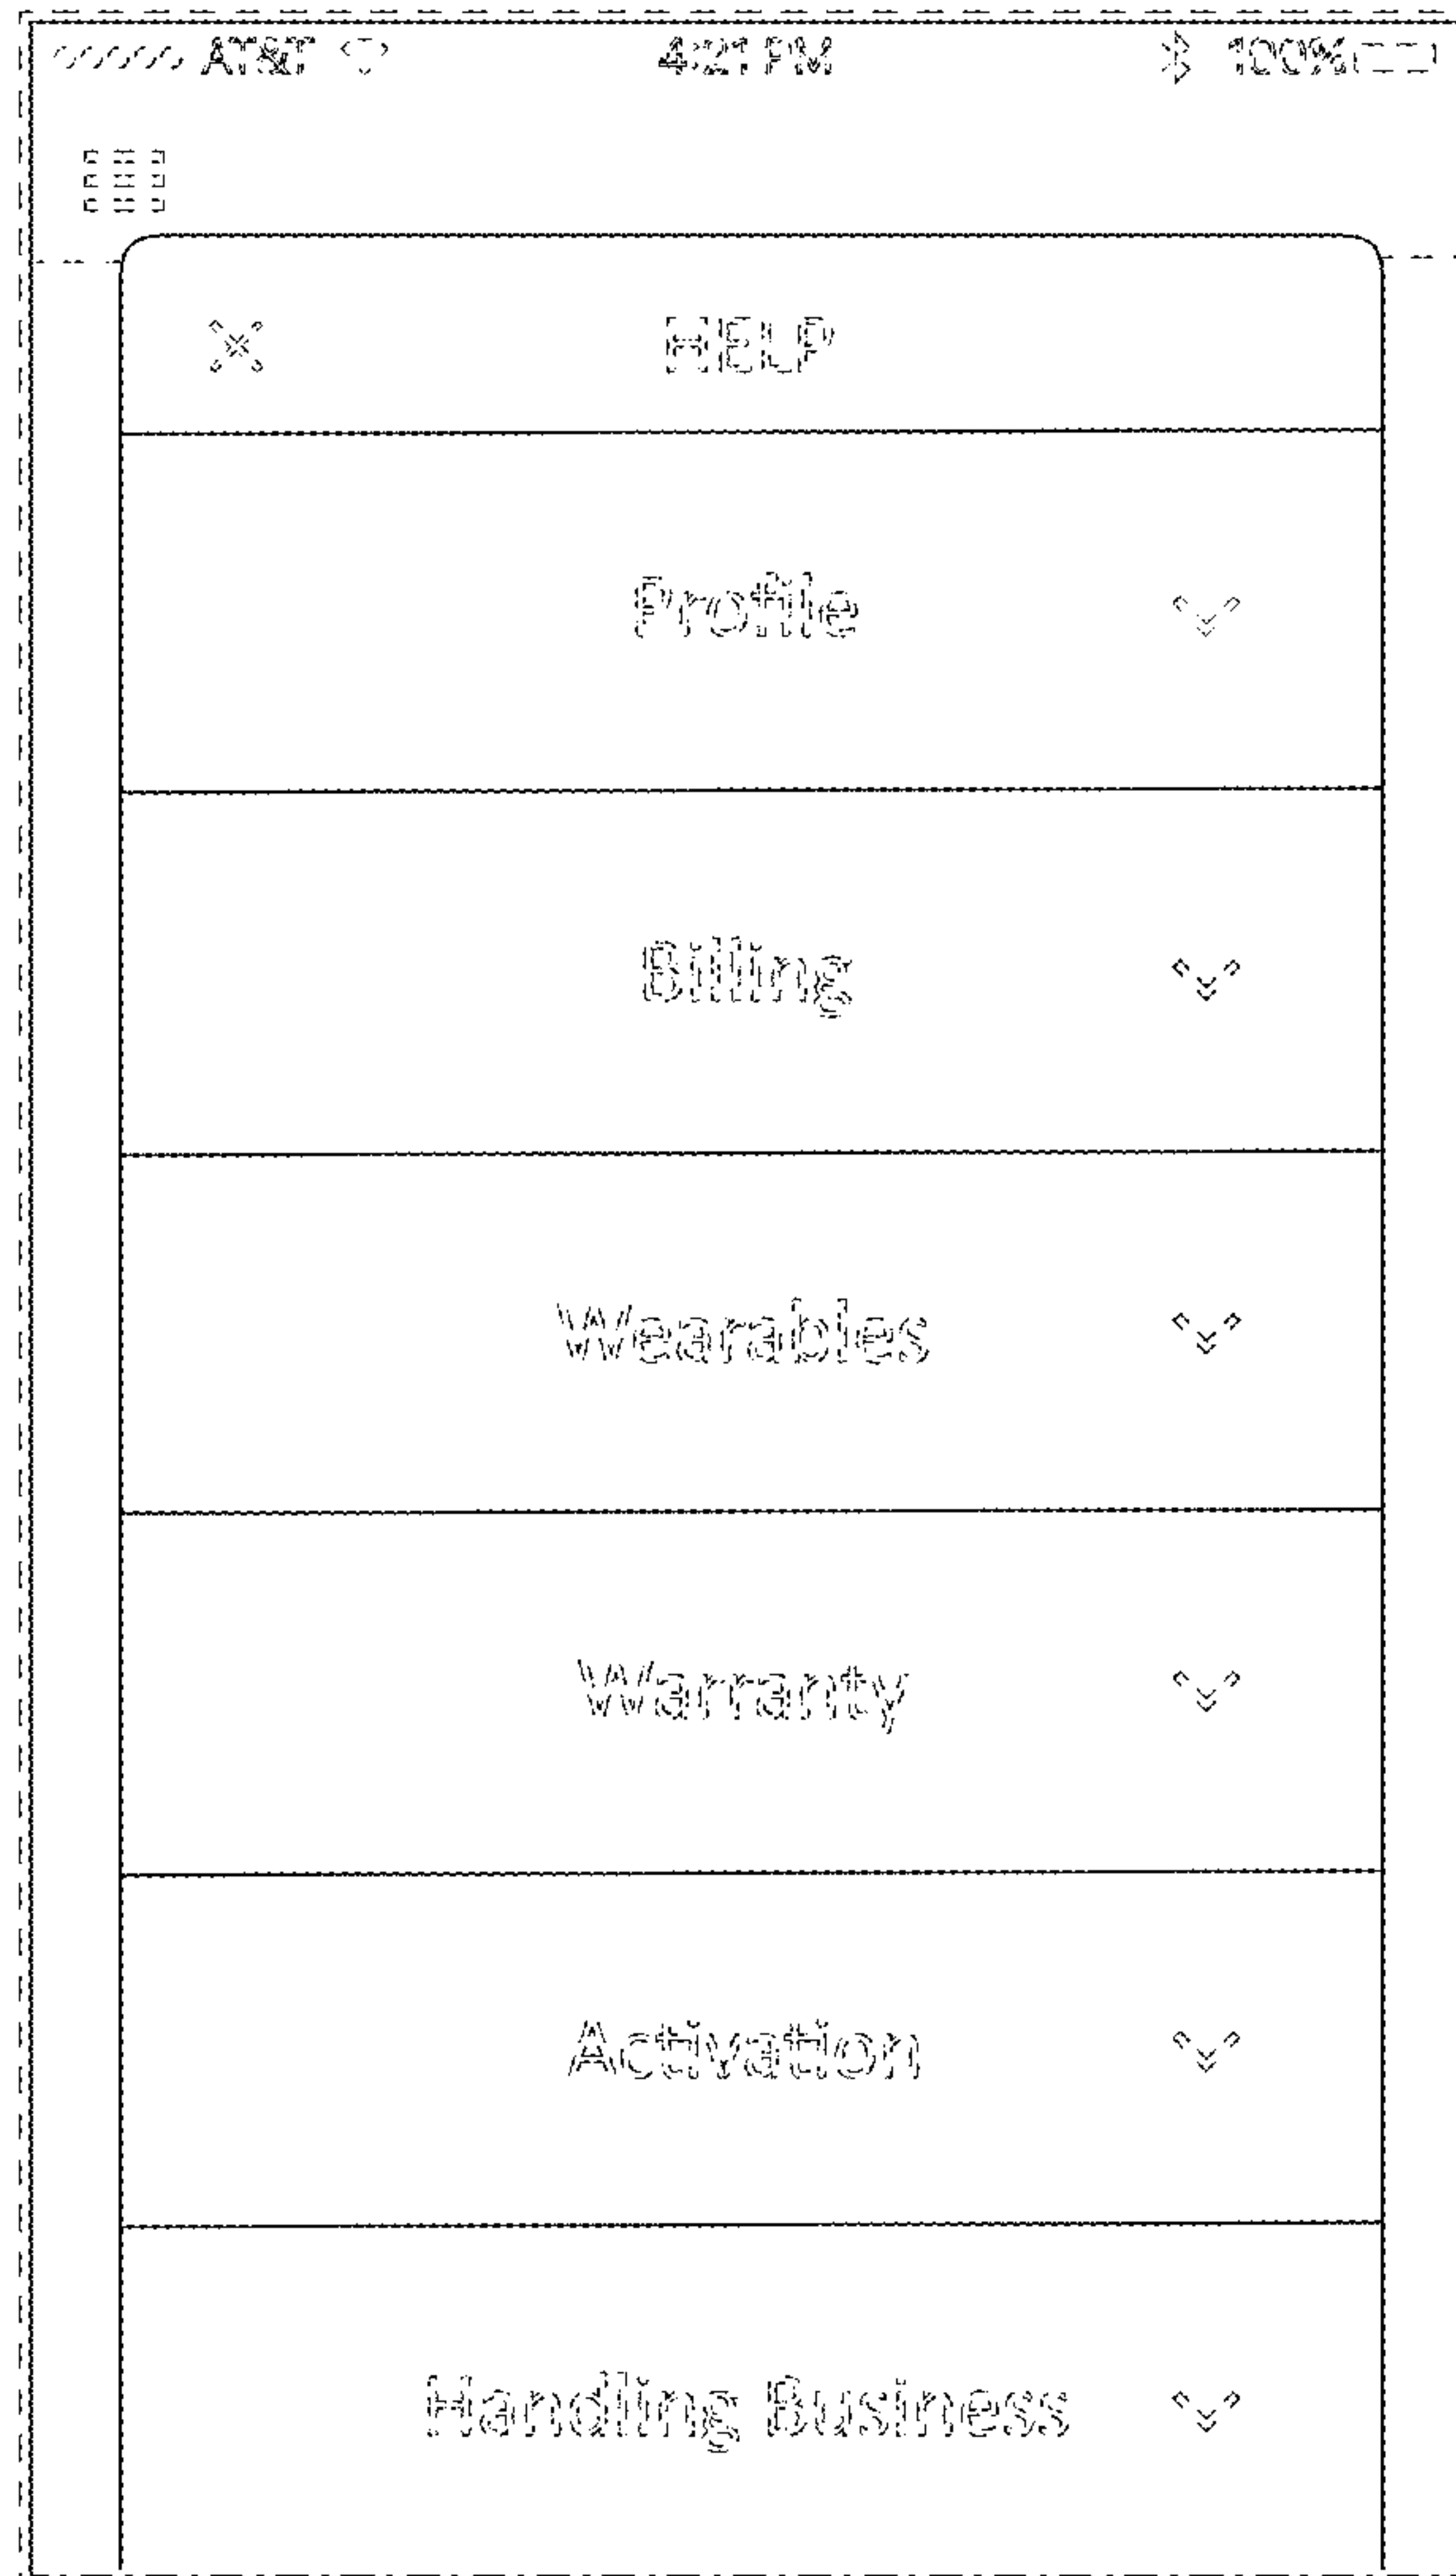 AT&T 4:21 PM 100%
HELP
Profile
Billing
Wearables
Warranty
Activation
Handling Business